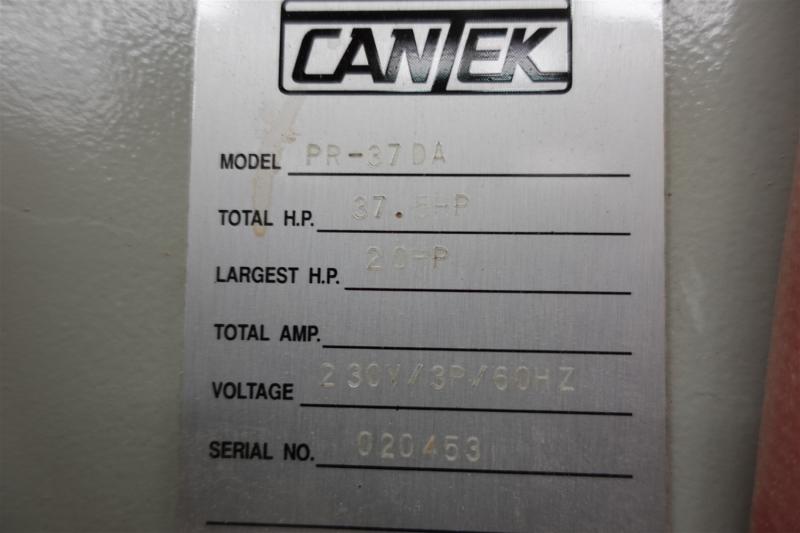 CANTEK
MODEL PR-37DA
TOTAL H.P. 37.5HP
LARGEST H.P. 20HP
TOTAL AMP.
VOLTAGE 230V/3P/60HZ
SERIAL NO. 020453